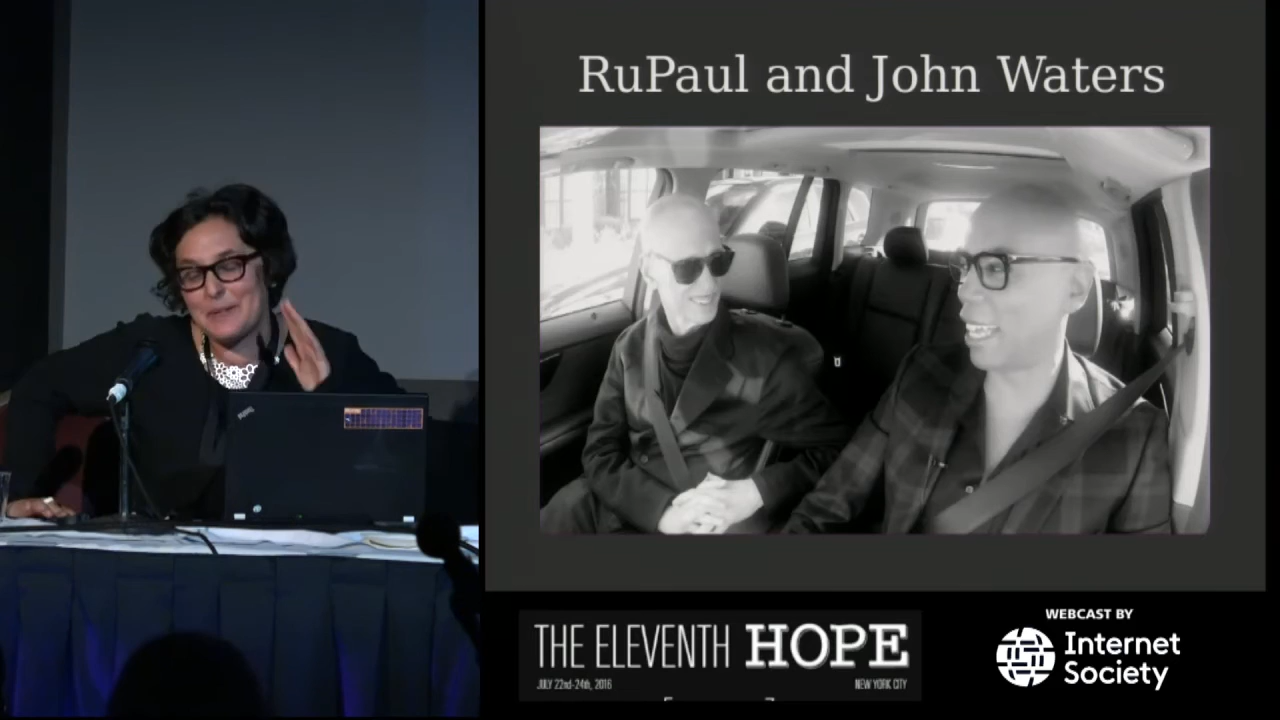 RuPaul and John Waters
THE ELEVENTH HOPE
JULY 22nd-24th, 2016
NEW YORK CITY
WEBCAST BY
Internet
Society